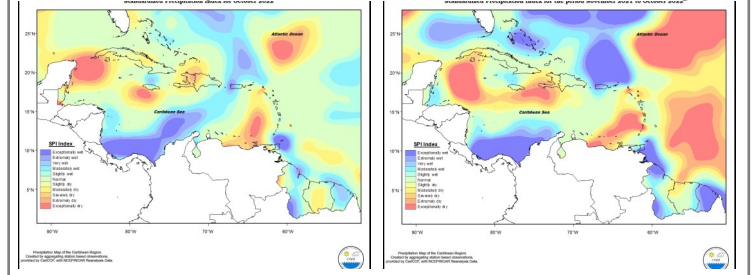 Standardized Precipitation Index for October 2022
Atlantic Ocean
Caribbean Sea
25°N
20°N
15°N
10°N
5°N
80°W
70°W
60°W
SPI Index
Exceptionally wet
Extremely wet
Very wet
Moderately wet
Slightly wet
Normal
Slightly dry
Moderately dry
Severely dry
Extremely dry
Exceptionally dry
Precipitation Map of the Caribbean Region.
Created by aggregating station based observations,
provided by CariCOF, with NCEP/NCAR Reanalysis Data.
Standardized Precipitation Index for the period November 2021 to October 2022
Atlantic Ocean
Caribbean Sea
25°N
20°N
15°N
10°N
5°N
80°W
70°W
60°W
SPI Index
Exceptionally wet
Extremely wet
Very wet
Moderately wet
Slightly wet
Normal
Slightly dry
Moderately dry
Severely dry
Extremely dry
Exceptionally dry
Precipitation Map of the Caribbean Region.
Created by aggregating station based observations,
provided by CariCOF, with NCEP/NCAR Reanalysis Data.